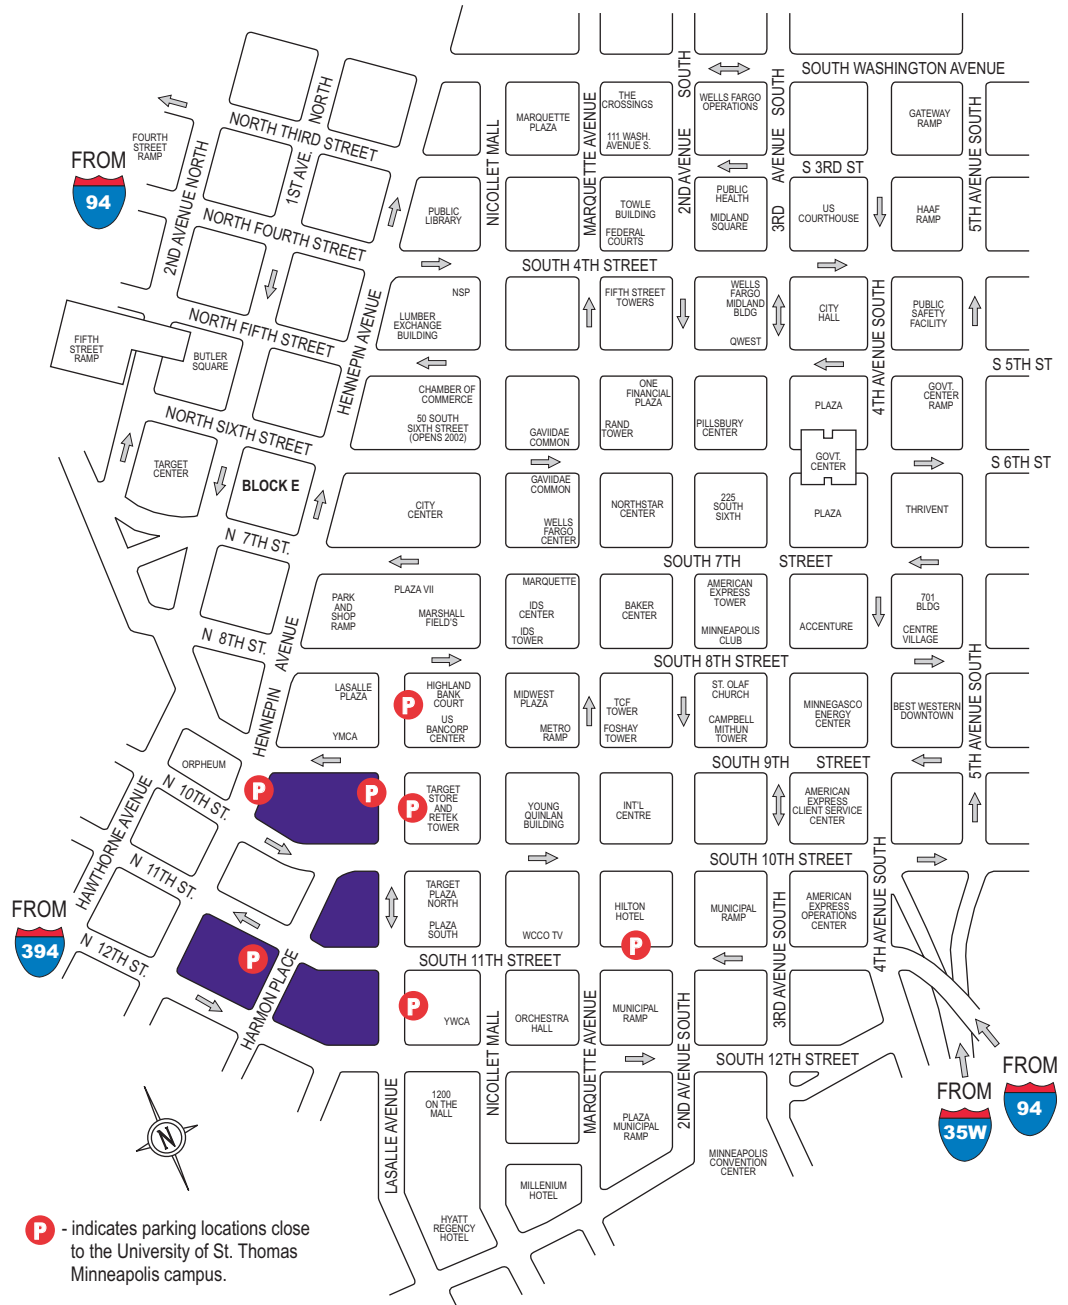 SOUTH WASHINGTON AVENUE
NORTH THIRD STREET
1ST AVE. NORTH
FOURTH
STREET
RAMP
FROM
94
2ND AVENUE NORTH
NORTH FOURTH STREET
NORTH FIFTH STREET
FIFTH
STREET
RAMP
BUTLER
SQUARE
NORTH SIXTH STREET
TARGET
CENTER
BLOCK E
N 7TH ST.
N 8TH ST.
HENNEPIN AVENUE
HENNEPIN AVENUE
NICOLLET MALL
MARQUETTE AVENUE
2ND AVENUE SOUTH
3RD AVENUE SOUTH
5TH AVENUE SOUTH
MARQUETTE
PLAZA
THE
CROSSINGS
111 WASH.
AVENUE S.
WELLS FARGO
OPERATIONS
GATEWAY
RAMP
S 3RD ST
PUBLIC
LIBRARY
TOWLE
BUILDING
FEDERAL
COURTS
PUBLIC
HEALTH
MIDLAND
SQUARE
US
COURTHOUSE
HAAF
RAMP
SOUTH 4TH STREET
NSP
LUMBER
EXCHANGE
BUILDING
FIFTH STREET
TOWERS
WELLS
FARGO
MIDLAND
BLDG
QWEST
CITY
HALL
4TH AVENUE SOUTH
PUBLIC
SAFETY
FACILITY
S 5TH ST
CHAMBER OF
COMMERCE
50 SOUTH
SIXTH STREET
(OPENS 2002)
GAVIIDAE
COMMON
ONE
FINANCIAL
PLAZA
RAND
TOWER
PILLSBURY
CENTER
PLAZA
GOVT.
CENTER
RAMP
GOVT.
CENTER
S 6TH ST
CITY
CENTER
GAVIIDAE
COMMON
WELLS
FARGO
CENTER
NORTHSTAR
CENTER
225
SOUTH
SIXTH
PLAZA
THRIVENT
SOUTH 7TH STREET
PARK
AND
SHOP
RAMP
PLAZA VII
MARSHALL
FIELD'S
MARQUETTE
IDS
CENTER
IDS
TOWER
BAKER
CENTER
AMERICAN
EXPRESS
TOWER
MINNEAPOLIS
CLUB
ACCENTURE
701
BLDG
CENTRE
VILLAGE
SOUTH 8TH STREET
LASALLE
PLAZA
YMCA
P
HIGHLAND
BANK
COURT
US
BANCORP
CENTER
MIDWEST
PLAZA
METRO
RAMP
TCF
TOWER
FOSHAY
TOWER
ST. OLAF
CHURCH
CAMPBELL
MITHUN
TOWER
MINNEGASCO
ENERGY
CENTER
BEST WESTERN
DOWNTOWN
5TH AVENUE SOUTH
SOUTH 9TH STREET
ORPHEUM
N 10TH ST.
P
P
P
TARGET
STORE
AND
RETEK
TOWER
YOUNG
QUINLAN
BUILDING
INT'L
CENTRE
AMERICAN
EXPRESS
CLIENT SERVICE
CENTER
SOUTH 10TH STREET
HAWTHORNE AVENUE
N 11TH ST.
N 12TH ST.
FROM
394
P
HARMON PLACE
TARGET
PLAZA
NORTH
PLAZA
SOUTH
WCCO TV
HILTON
HOTEL
P
MUNICIPAL
RAMP
3RD AVENUE SOUTH
AMERICAN
EXPRESS
OPERATIONS
CENTER
4TH AVENUE SOUTH
SOUTH 11TH STREET
P
YWCA
NICOLLET MALL
ORCHESTRA
HALL
MARQUETTE AVENUE
MUNICIPAL
RAMP
2ND AVENUE SOUTH
SOUTH 12TH STREET
FROM
94
FROM
35W
LASALLE AVENUE
1200
ON THE
MALL
PLAZA
MUNICIPAL
RAMP
MINNEAPOLIS
CONVENTION
CENTER
MILLENIUM
HOTEL
HYATT
REGENCY
HOTEL
N
P - indicates parking locations close
to the University of St. Thomas
Minneapolis campus.